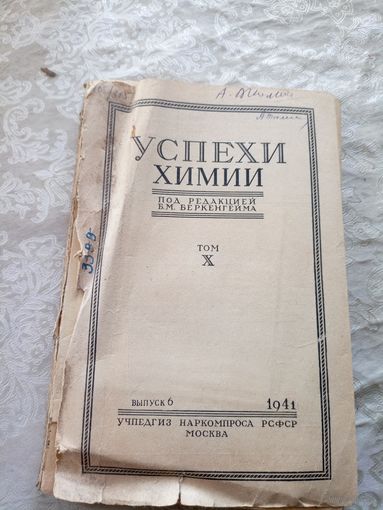 УСПЕХИ
ХИМИИ
ПОД РЕДАКЦИЕЙ
Б.М. БЕРКЕНГЕЙМА
ТОМ
X
ВЫПУСК 6 1941
УЧПЕДГИЗ НАРКОМПРОСА РСФСР
МОСКВА